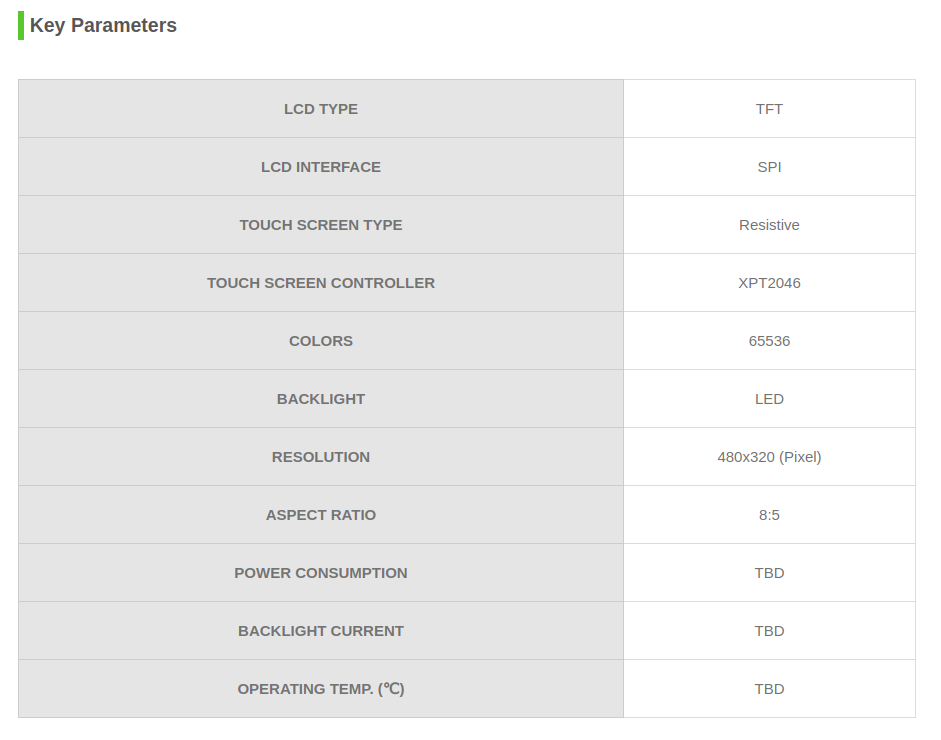 Key Parameters
LCD TYPE TFT
LCD INTERFACE SPI
TOUCH SCREEN TYPE Resistive
TOUCH SCREEN CONTROLLER XPT2046
COLORS 65536
BACKLIGHT LED
RESOLUTION 480x320 (Pixel)
ASPECT RATIO 8:5
POWER CONSUMPTION TBD
BACKLIGHT CURRENT TBD
OPERATING TEMP. (℃) TBD